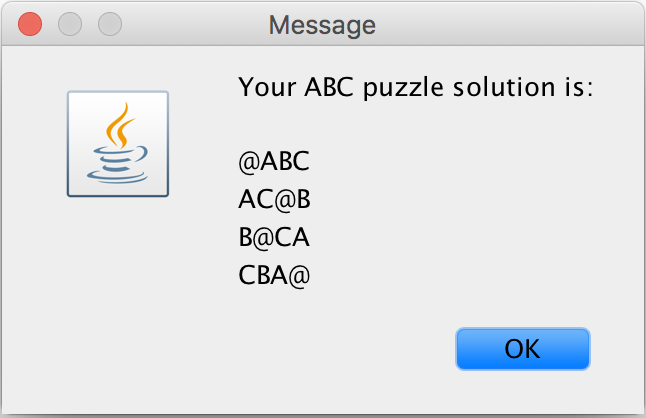 Message
Your ABC puzzle solution is:
@ABC
AC@B
B@CA
CBA@
OK